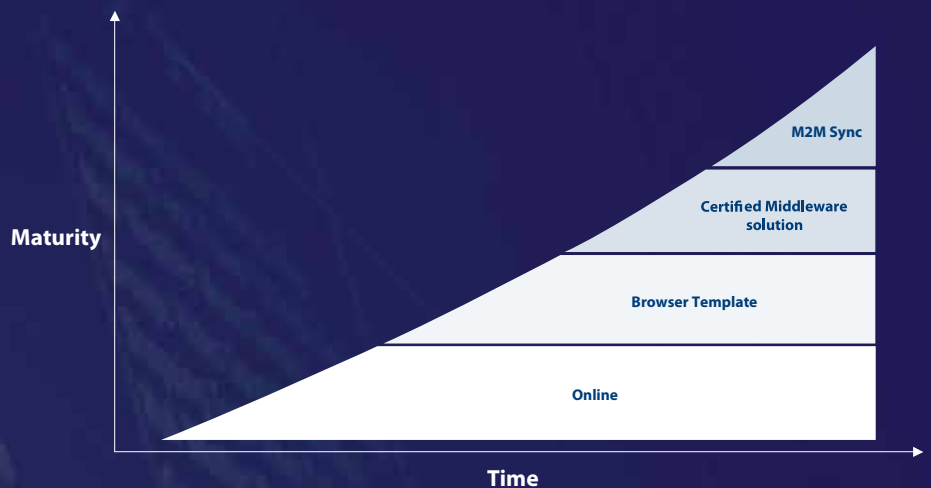 M2M Sync
Certified Middleware
solution
Maturity
Browser Template
Online
Time